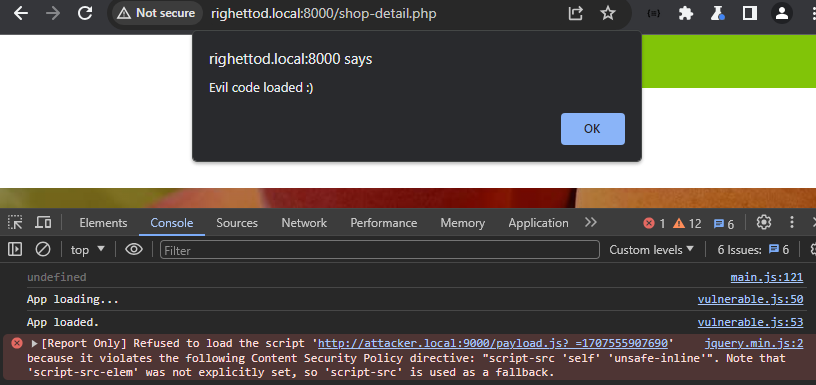 Not secure righettod.local:8000/shop-detail.php
righettod.local:8000 says
Evil code loaded :)
OK
Elements Console Sources Network Performance Memory Application 1 12 6
top Filter Custom levels 6 Issues: 6
undefined main.js:121
App loading... vulnerable.js:50
App loaded. vulnerable.js:53
[Report Only] Refused to load the script 'http://attacker.local:9000/payload.js?_=1707555907690' jquery.min.js:2
because it violates the following Content Security Policy directive: "script-src 'self' 'unsafe-inline'". Note that
'script-src-elem' was not explicitly set, so 'script-src' is used as a fallback.